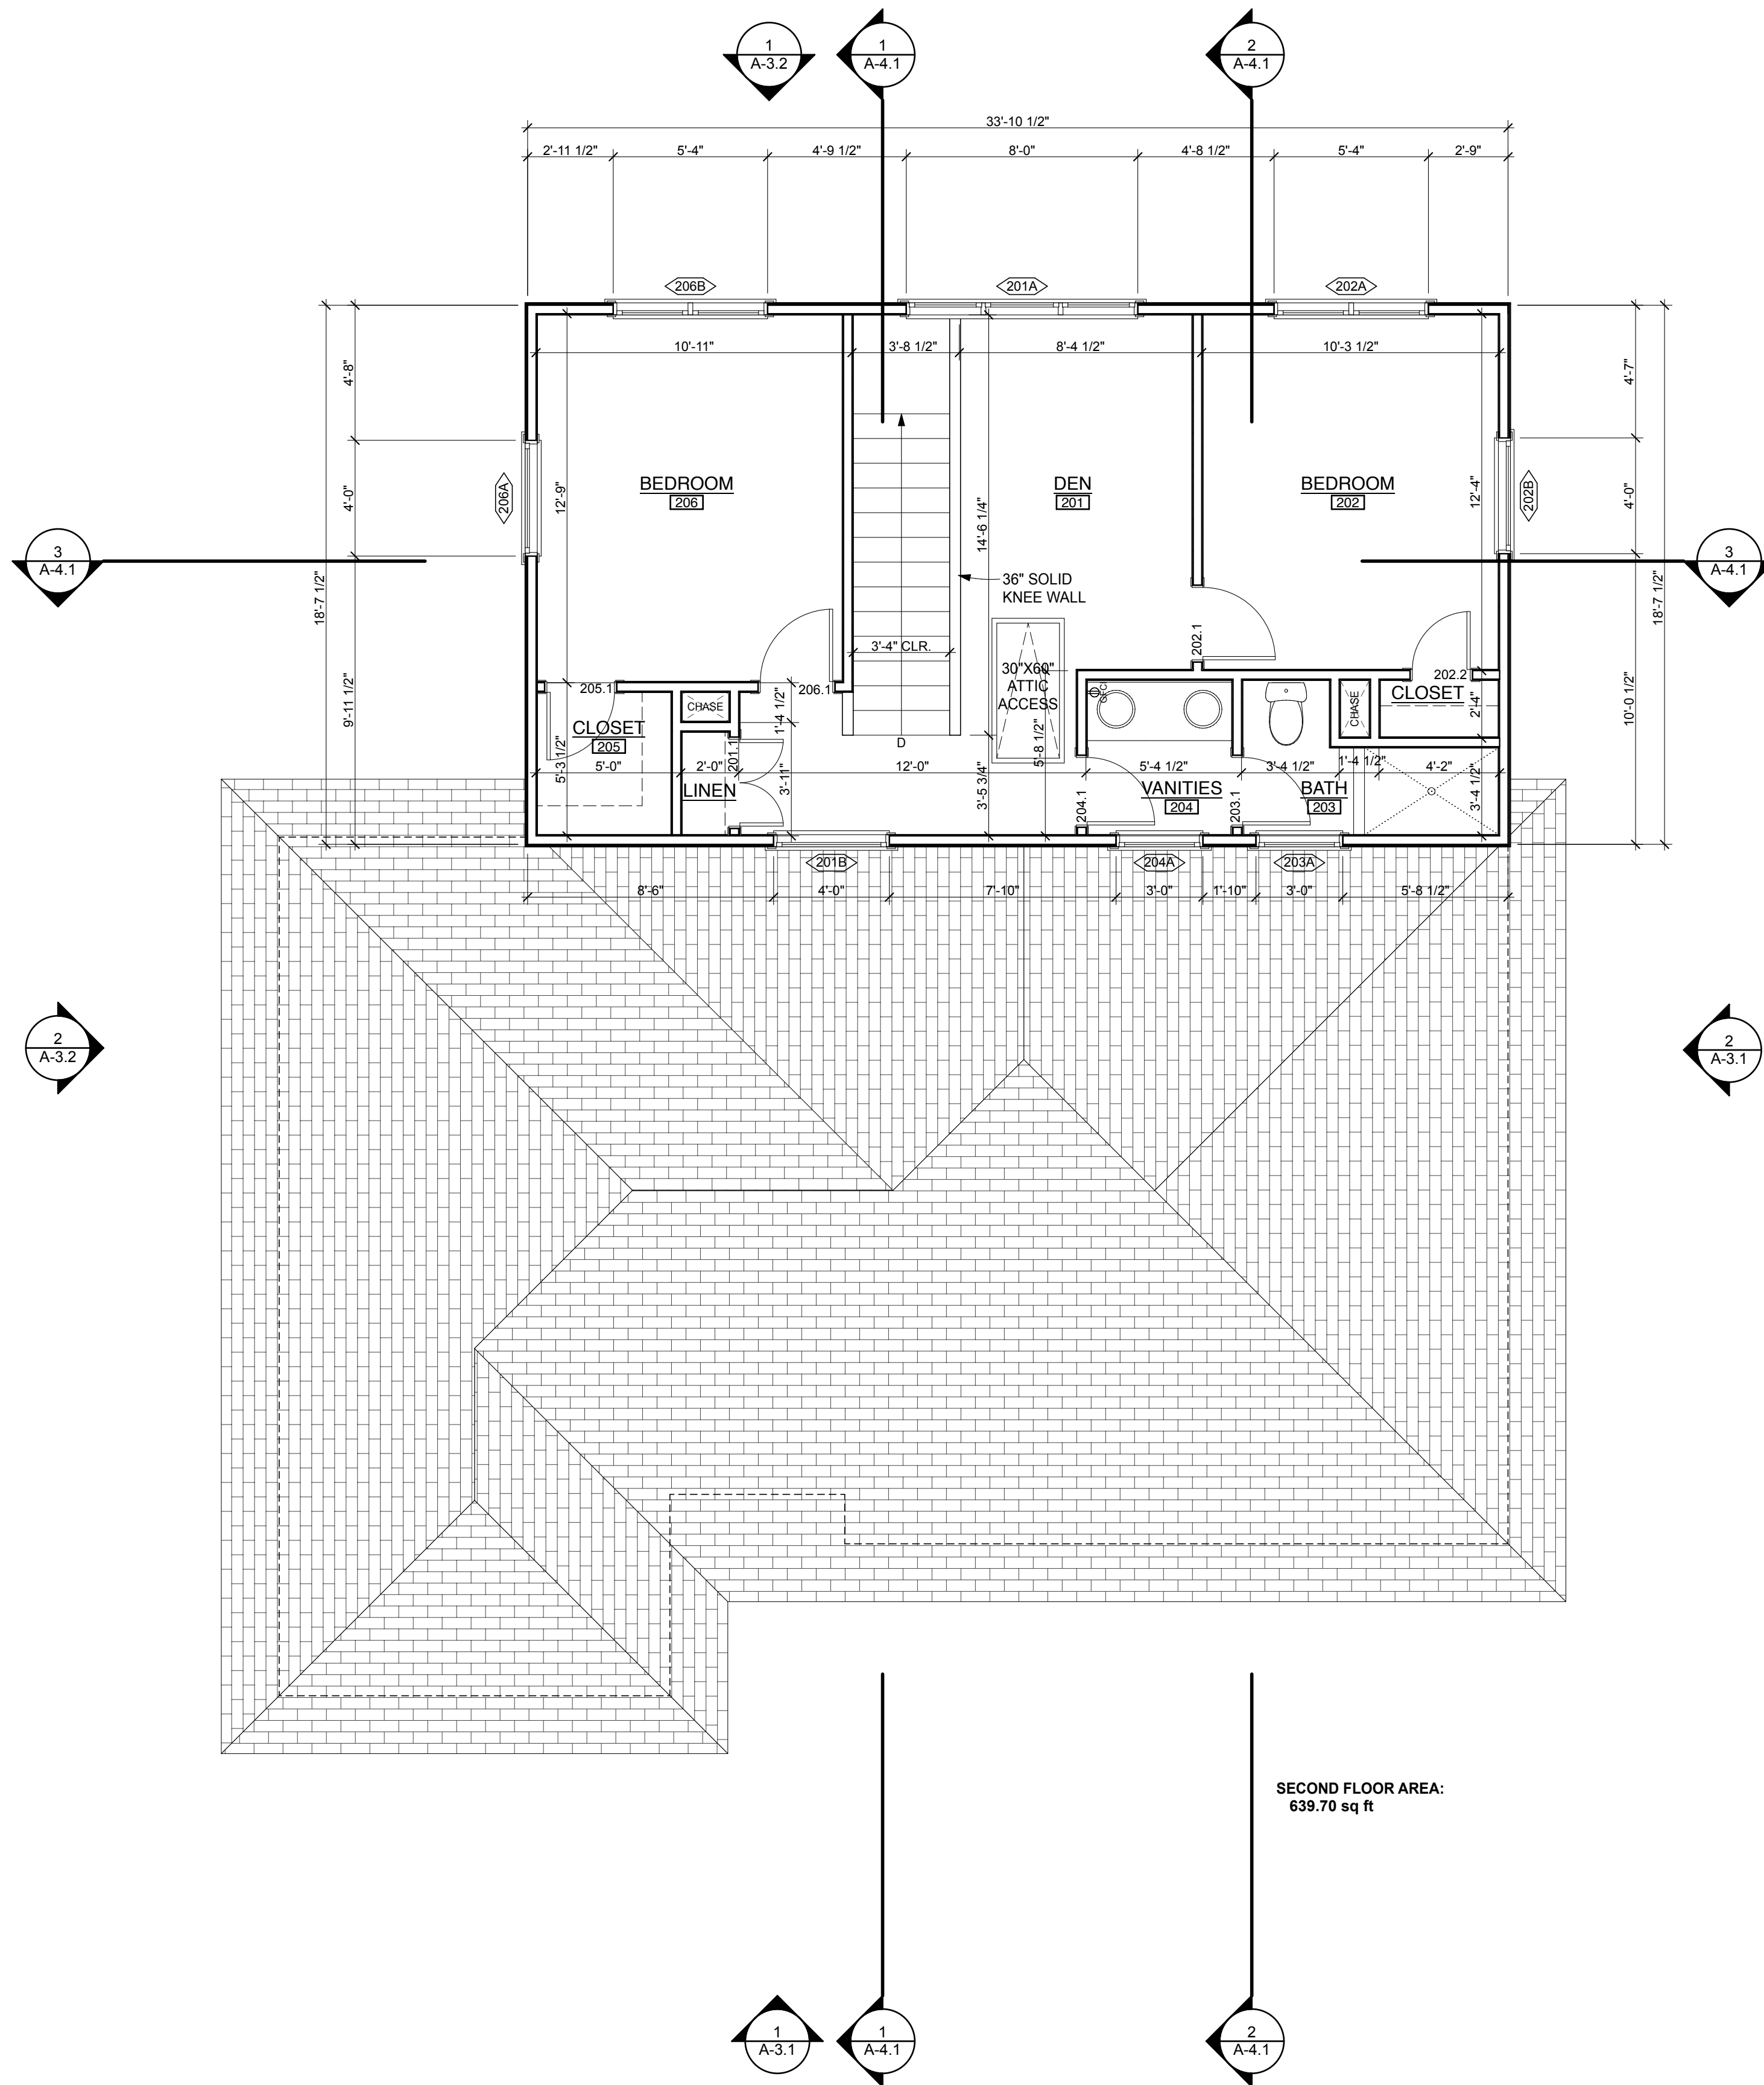 1
A-3.2
1
A-4.1
2
A-4.1
33'-10 1/2"
2'-11 1/2"
5'-4"
4'-9 1/2"
8'-0"
4'-8 1/2"
5'-4"
2'-9"
206B
201A
202A
10'-11"
3'-8 1/2"
8'-4 1/2"
10'-3 1/2"
4'-8"
4'-0"
9'-11 1/2"
18'-7 1/2"
206A
12'-9"
BEDROOM
206
DEN
201
BEDROOM
202
14'-6 1/4"
12'-4"
202B
4'-7"
4'-0"
10'-0 1/2"
18'-7 1/2"
3
A-4.1
3
A-4.1
36" SOLID
KNEE WALL
3'-4" CLR.
202.1
30"X60"
ATTIC
ACCESS
205.1
206.1
202.2
CHASE
CLOSET
205
1'-4 1/2"
D
GFCI
CHASE
CLOSET
2'-4"
5'-3 1/2"
5'-0"
2'-0"
201.1
3'-11"
12'-0"
3'-5 3/4"
5'-8 1/2"
5'-4 1/2"
3'-4 1/2"
1'-4 1/2"
4'-2"
3'-4 1/2"
LINEN
VANITIES
204
BATH
203
204.1
203.1
201B
204A
203A
8'-6"
4'-0"
7'-10"
3'-0"
1'-10"
3'-0"
5'-8 1/2"
2
A-3.2
2
A-3.1
SECOND FLOOR AREA:
639.70 sq ft
1
A-3.1
1
A-4.1
2
A-4.1